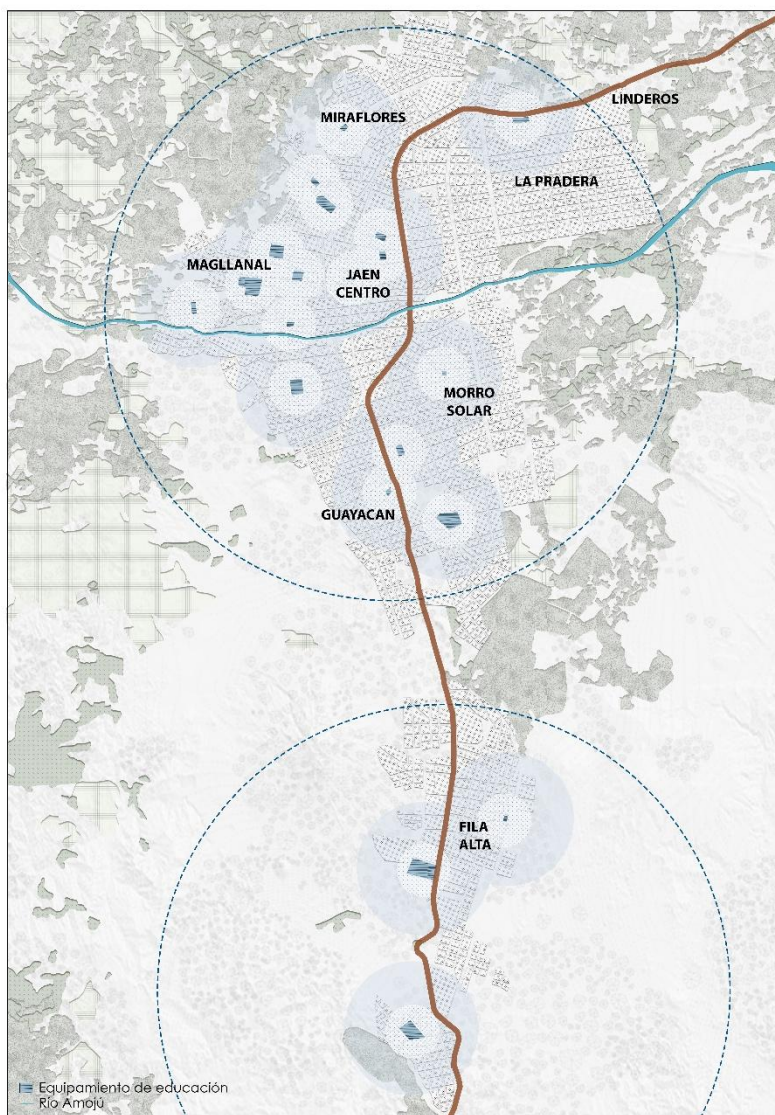 LINDEROS
MIRAFLORES
LA PRADERA
MAGLLANAL
JAEN
CENTRO
MORRO
SOLAR
GUAYACAN
FILA
ALTA
Equipamiento de educación
Río Amojú